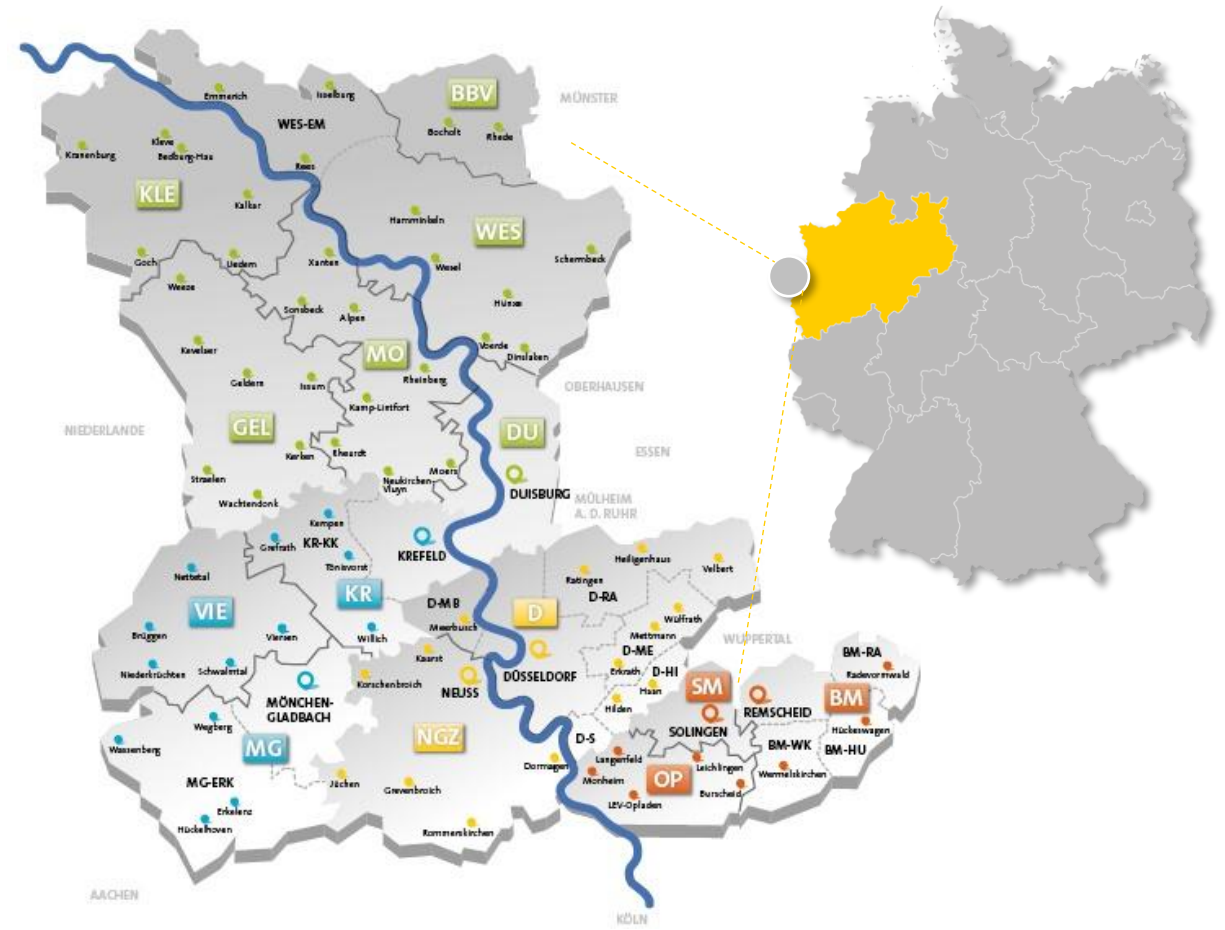 BBV
MÜNSTER
Emmerich
Isselburg
WES-EM
Bocholt
Rhede
Kranenburg
Kleve
Bedburg-Hau
Rees
KLE
Kalkar
Hamminkeln
WES
Goch
Uedem
Xanten
Wesel
Schermbeck
Weeze
Sonsbeck
Alpen
Hünxe
Kevelaer
MO
Voerde
Dinslaken
Geldern
Issum
Rheinberg
OBERHAUSEN
Kamp-Lintfort
NIEDERLANDE
GEL
DU
Kerken
Rheurdt
ESSEN
Straelen
Neukirchen-
Vluyn
Moers
Wachtendonk
DUISBURG
MÜLHEIM
A. D. RUHR
Kempen
Grefrath
KR-KK
Tönisvorst
KREFELD
Heiligenhaus
Velbert
Nettetal
Ratingen
D-RA
VIE
KR
D-MB
D
Meerbusch
Wülfrath
Brüggen
Viersen
Willich
Mettmann
WUPPERTAL
Niederkrüchten
Schwalmtal
Kaarst
D-ME
BM-RA
Korschenbroich
NEUSS
DÜSSELDORF
Erkrath
D-HI
Haan
Radevormwald
MÖNCHEN-
GLADBACH
SM
BM
Hilden
REMSCHEID
Wegberg
SOLINGEN
Hückeswagen
Wassenberg
MG
NGZ
D-S
BM-WK
BM-HU
Dormagen
Langenfeld
Leichlingen
Wermelskirchen
MG-ERK
Jüchen
Grevenbroich
Monheim
OP
Burscheid
LEV-Opladen
Erkelenz
Hückelhoven
Rommerskirchen
AACHEN
KÖLN